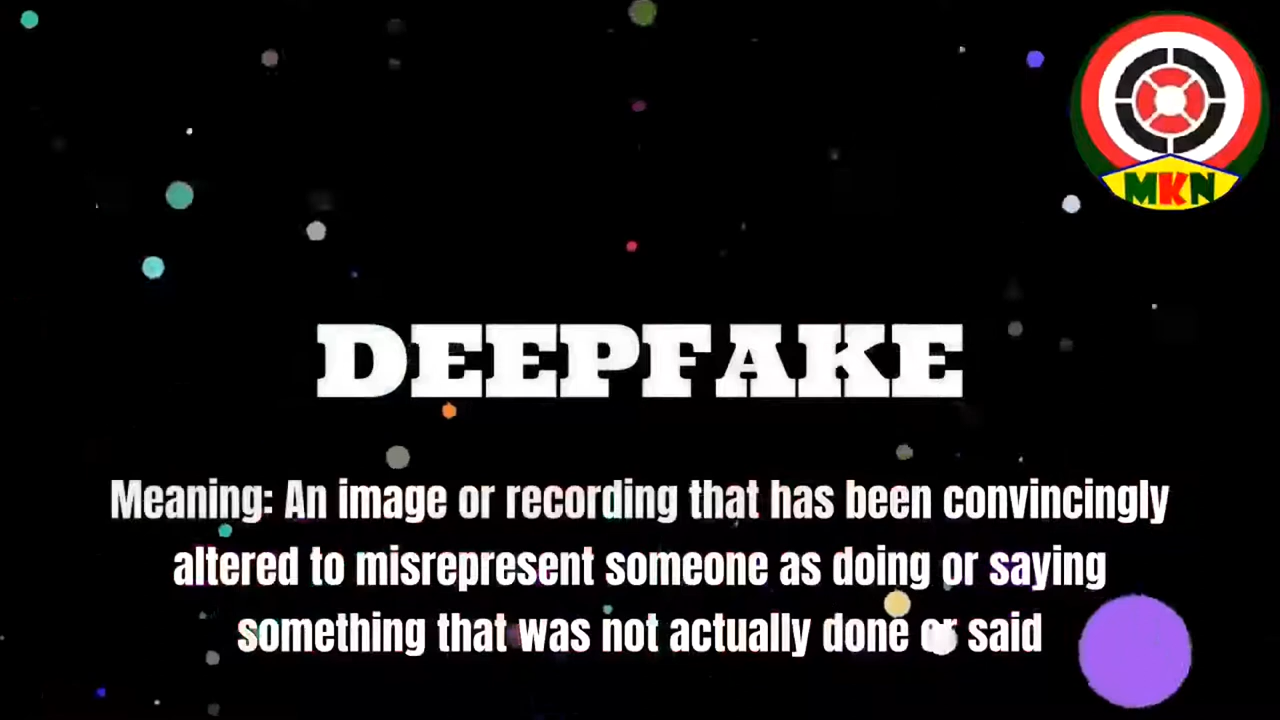 MKN
DEEPFAKE
Meaning: An image or recording that has been convincingly
altered to misrepresent someone as doing or saying
something that was not actually done or said